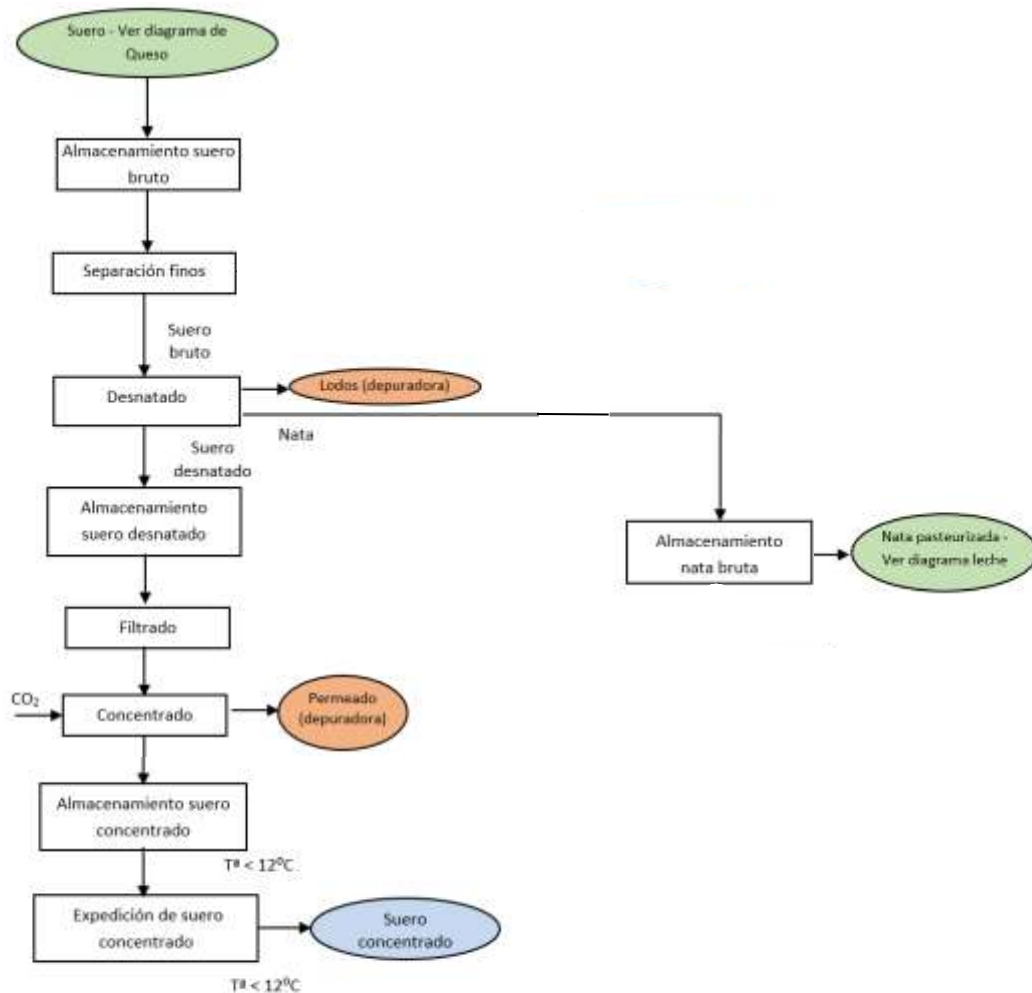 Suero - Ver diagrama de
Queso
Almacenamiento suero
bruto
Separación finos
Suero
bruto
Desnatado
Lodos (depuradora)
Nata
Suero
desnatado
Almacenamiento
suero desnatado
Almacenamiento
nata bruta
Nata pasteurizada -
Ver diagrama leche
Filtrado
CO₂
Concentrado
Permeado
(depuradora)
Almacenamiento suero
concentrado
Tª < 12⁰C
Expedición de suero
concentrado
Suero
concentrado
Tª < 12⁰C